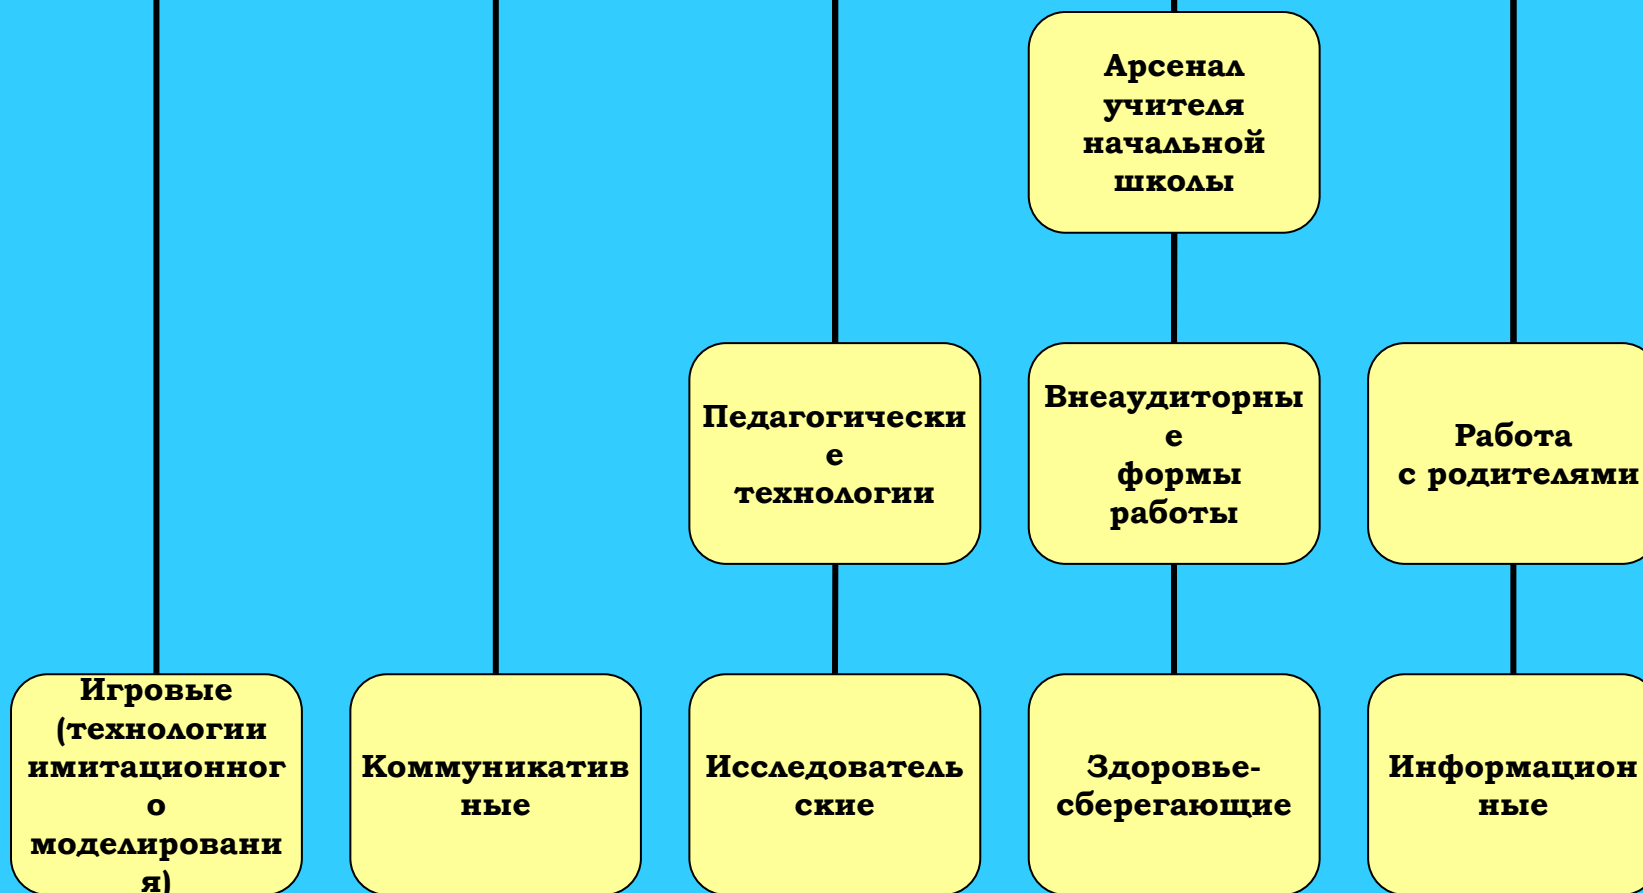 Арсенал
учителя
начальной
школы
Педагогически
е
технологии
Внеаудиторны
е
формы
работы
Работа
с родителями
Игровые
(технологии
имитационног
о
моделировани
я)
Коммуникатив
ные
Исследователь
ские
Здоровье-
сберегающие
Информацион
ные